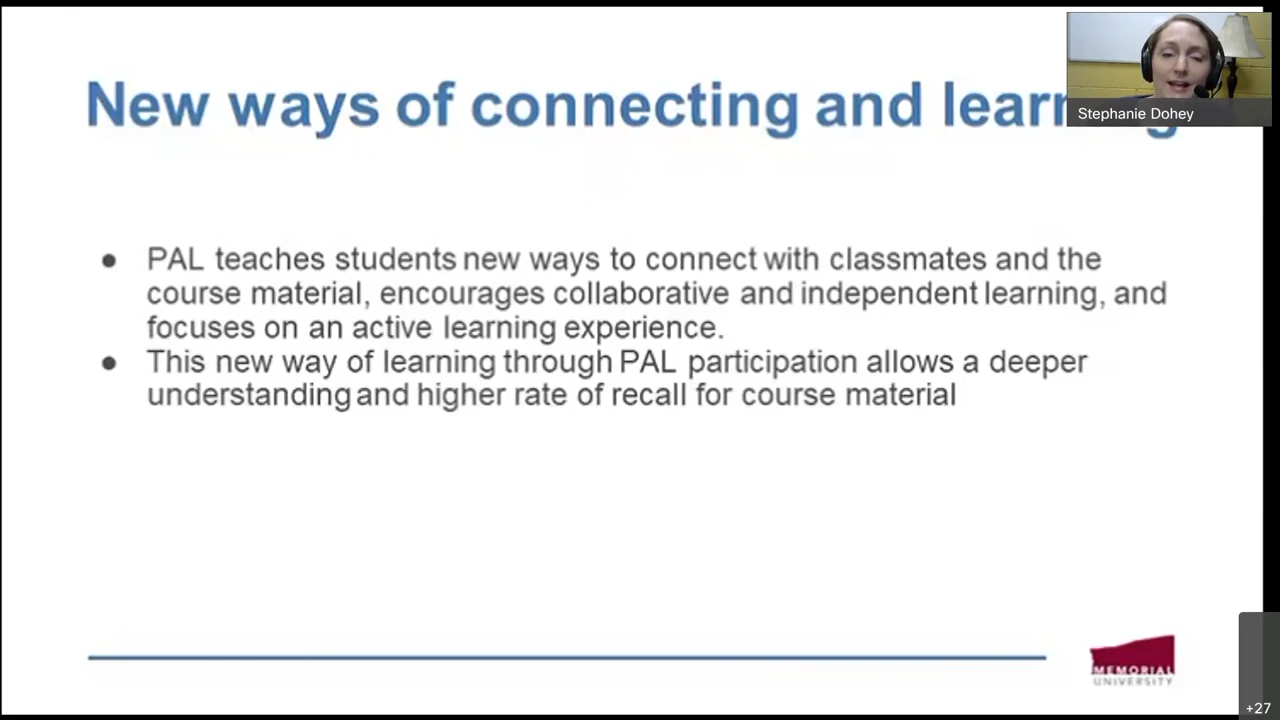 New ways of connecting and learning
Stephanie Dohey
● PAL teaches students new ways to connect with classmates and the
course material, encourages collaborative and independent learning, and
focuses on an active learning experience.
● This new way of learning through PAL participation allows a deeper
understanding and higher rate of recall for course material
MEMORIAL
UNIVERSITY
+27